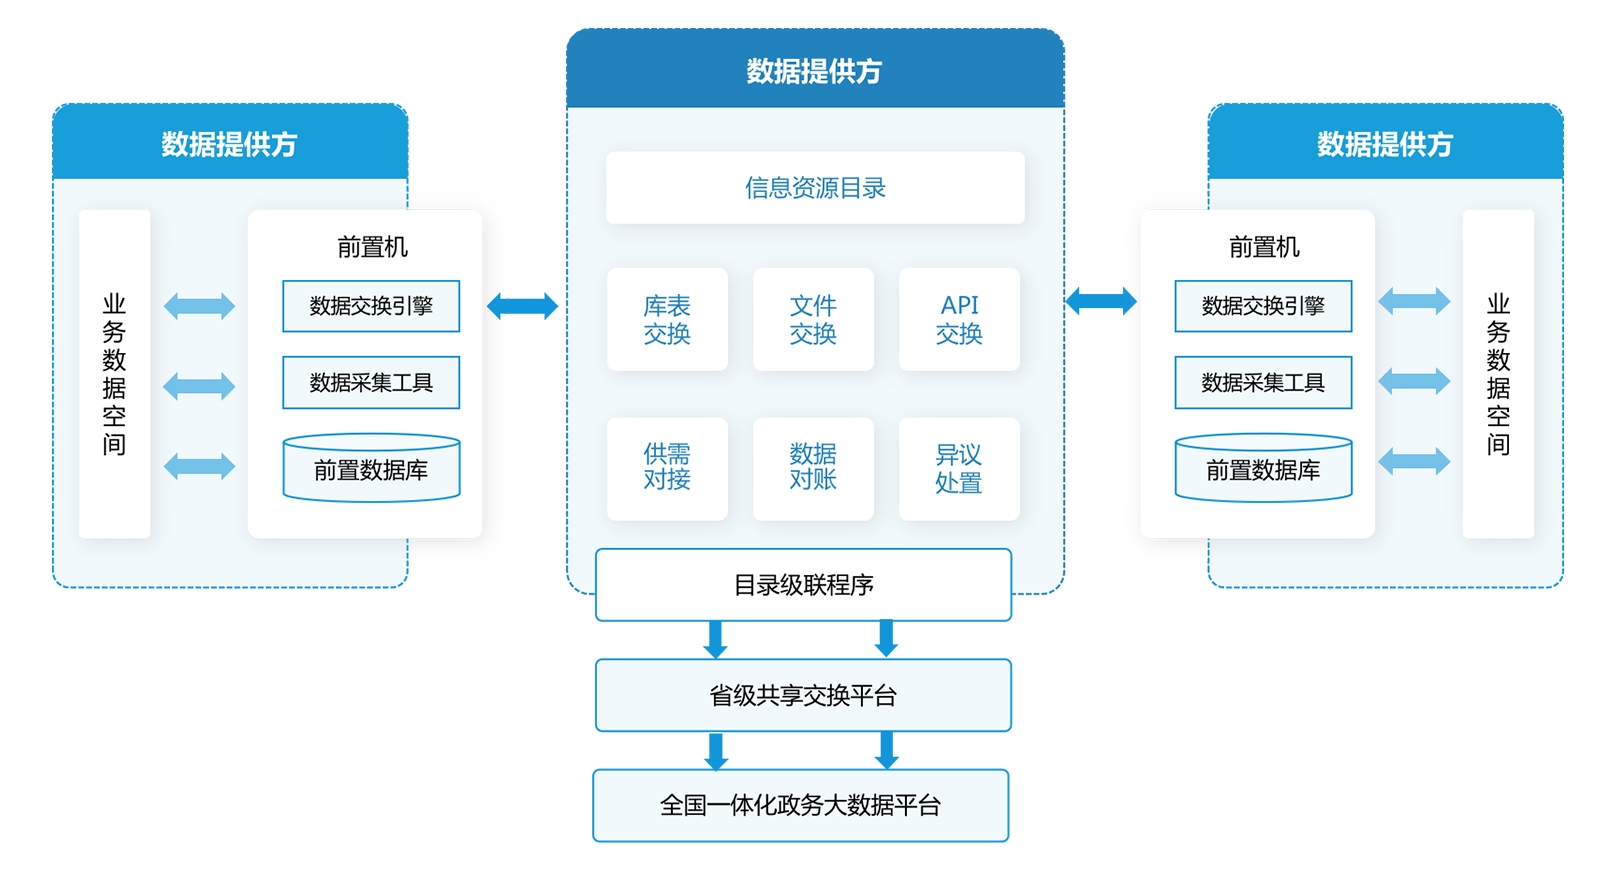 数据提供方
业
务
数
据
空
间
前置机
数据交换引擎
数据采集工具
前置数据库
数据提供方
信息资源目录
库表
交换
文件
交换
API
交换
供需
对接
数据
对账
异议
处置
目录级联程序
省级共享交换平台
全国一体化政务大数据平台
数据提供方
前置机
数据交换引擎
数据采集工具
前置数据库
业
务
数
据
空
间